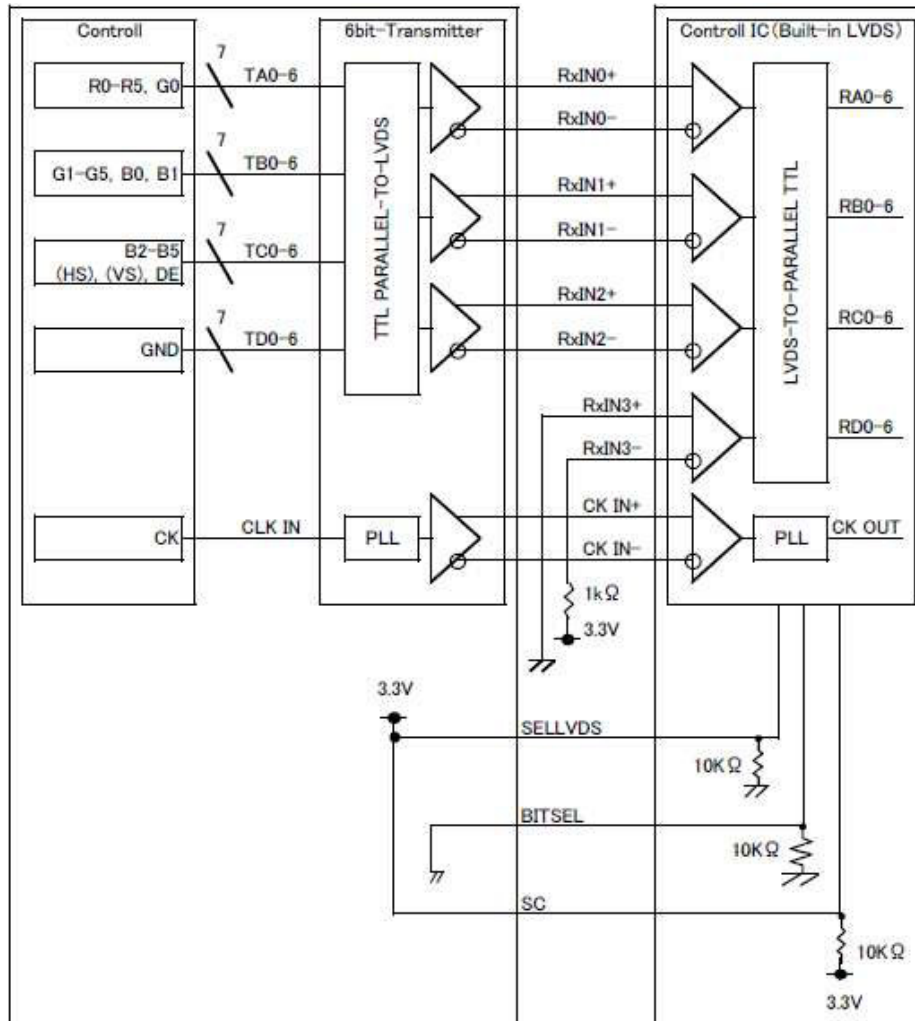 Controll
6bit-Transmitter
Controll IC(Built-in LVDS)
R0-R5, G0
7
TA0-6
RxIN0+
RxIN0-
RA0-6
G1-G5, B0, B1
7
TB0-6
RxIN1+
RxIN1-
RB0-6
B2-B5
(HS), (VS), DE
7
TC0-6
RxIN2+
RxIN2-
RC0-6
GND
7
TD0-6
RxIN3+
RxIN3-
RD0-6
TTL PARALLEL-TO-LVDS
LVDS-TO-PARALLEL TTL
CK
CLK IN
PLL
CK IN+
CK IN-
PLL
CK OUT
1kΩ
3.3V
3.3V
SELLVDS
10KΩ
BITSEL
10KΩ
SC
10KΩ
3.3V